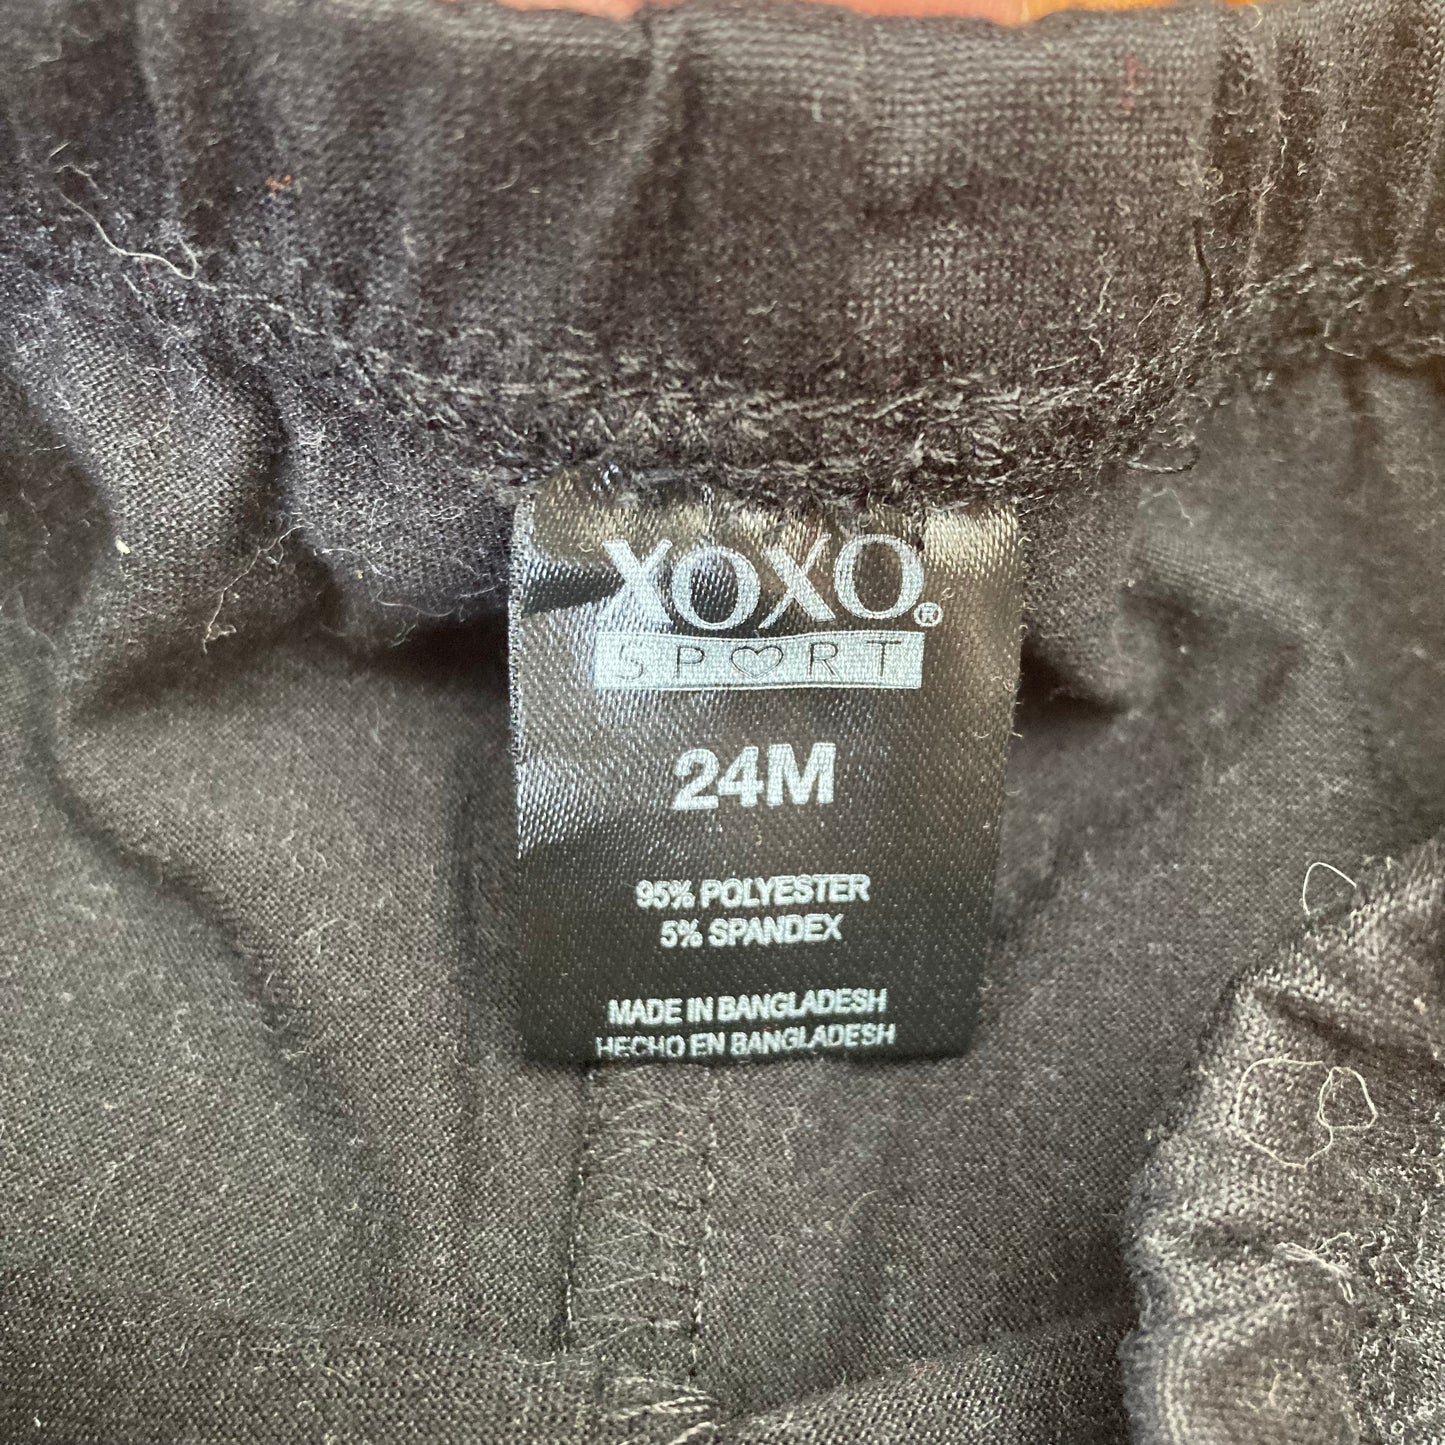 XOXO®
SPORT
24M
95% POLYESTER
5% SPANDEX
MADE IN BANGLADESH
HECHO EN BANGLADESH